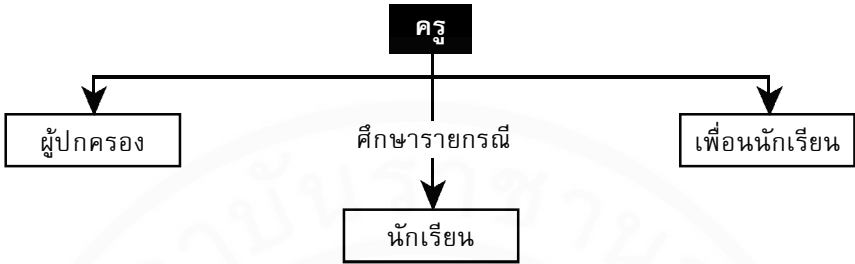 ครู
ผู้ปกครอง
ศึกษารายกรณี
เพื่อนนักเรียน
นักเรียน